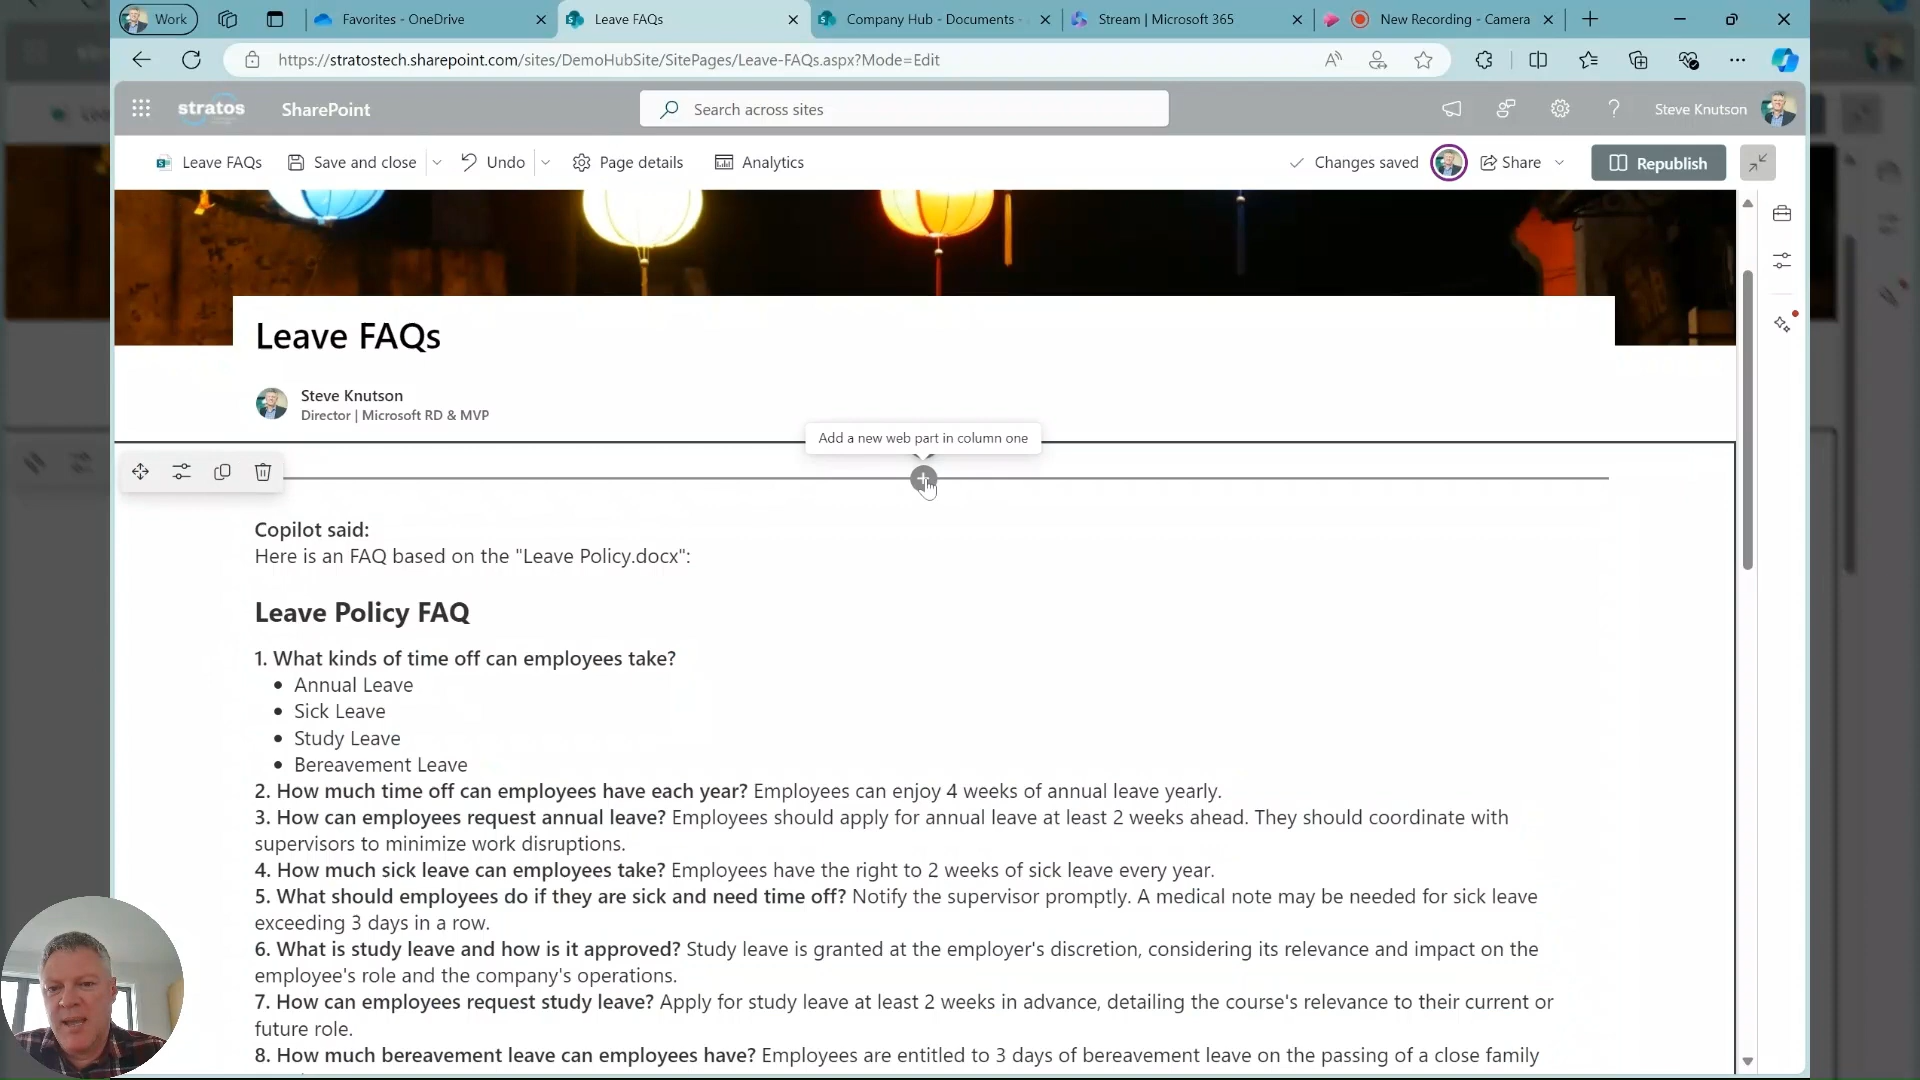 Work
Favorites - OneDrive
Leave FAQs
Company Hub - Documents -
Stream | Microsoft 365
New Recording - Camera
https://stratostech.sharepoint.com/sites/DemoHubSite/SitePages/Leave-FAQs.aspx?Mode=Edit
stratos
SharePoint
Search across sites
Steve Knutson
Leave FAQs
Save and close
Undo
Page details
Analytics
Changes saved
Share
Republish
Leave FAQs
Steve Knutson
Director | Microsoft RD & MVP
Add a new web part in column one
Copilot said:
Here is an FAQ based on the "Leave Policy.docx":
Leave Policy FAQ
1. What kinds of time off can employees take?
• Annual Leave
• Sick Leave
• Study Leave
• Bereavement Leave
2. How much time off can employees have each year? Employees can enjoy 4 weeks of annual leave yearly.
3. How can employees request annual leave? Employees should apply for annual leave at least 2 weeks ahead. They should coordinate with
supervisors to minimize work disruptions.
4. How much sick leave can employees take? Employees have the right to 2 weeks of sick leave every year.
5. What should employees do if they are sick and need time off? Notify the supervisor promptly. A medical note may be needed for sick leave
exceeding 3 days in a row.
6. What is study leave and how is it approved? Study leave is granted at the employer's discretion, considering its relevance and impact on the
employee's role and the company's operations.
7. How can employees request study leave? Apply for study leave at least 2 weeks in advance, detailing the course's relevance to their current or
future role.
8. How much bereavement leave can employees have? Employees are entitled to 3 days of bereavement leave on the passing of a close family